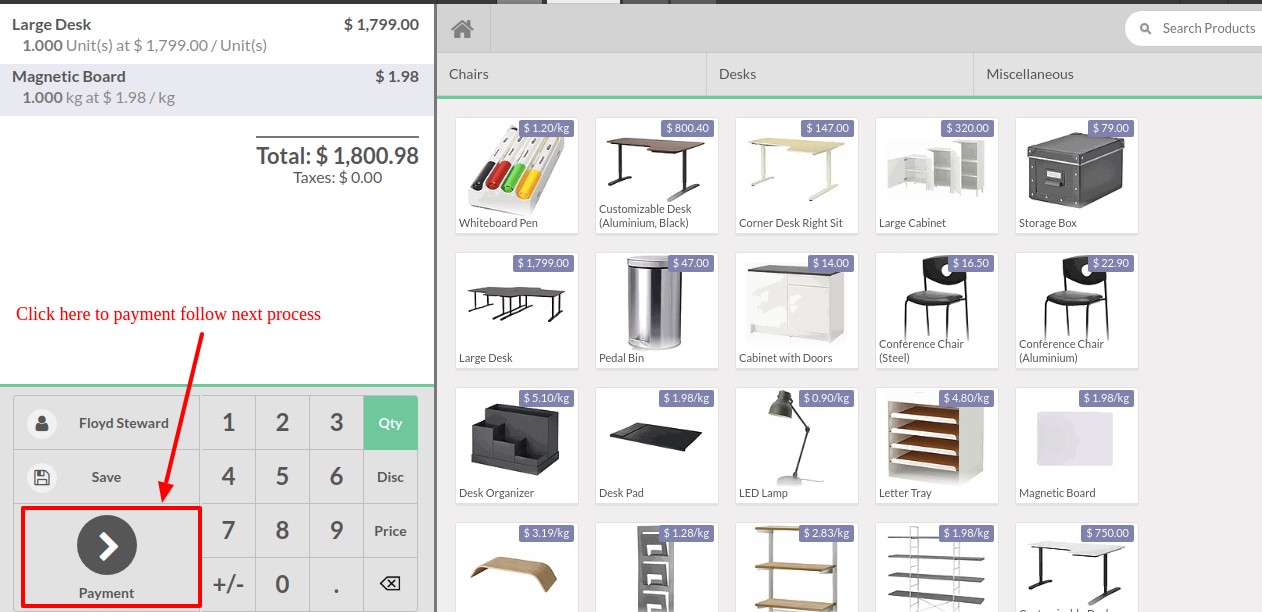 Large Desk $ 1,799.00
1.000 Unit(s) at $ 1,799.00 / Unit(s)
Magnetic Board $ 1.98
1.000 kg at $ 1.98 / kg
Total: $ 1,800.98
Taxes: $ 0.00
Click here to payment follow next process
Floyd Steward 1 2 3 Qty
Save 4 5 6 Disc
7 8 9 Price
Payment +/- 0 .
Search Products
Chairs Desks Miscellaneous
$ 1.20/kg $ 800.40 $ 147.00 $ 320.00 $ 79.00
Customizable Desk
Whiteboard Pen (Aluminium, Black) Corner Desk Right Sit Large Cabinet Storage Box
$ 1,799.00 $ 47.00 $ 14.00 $ 16.50 $ 22.90
Conference Chair Conference Chair
Large Desk Pedal Bin Cabinet with Doors (Steel) (Aluminium)
$ 5.10/kg $ 1.98/kg $ 0.90/kg $ 4.80/kg $ 1.98/kg
Desk Organizer Desk Pad LED Lamp Letter Tray Magnetic Board
$ 3.19/kg $ 1.28/kg $ 2.83/kg $ 1.98/kg $ 750.00